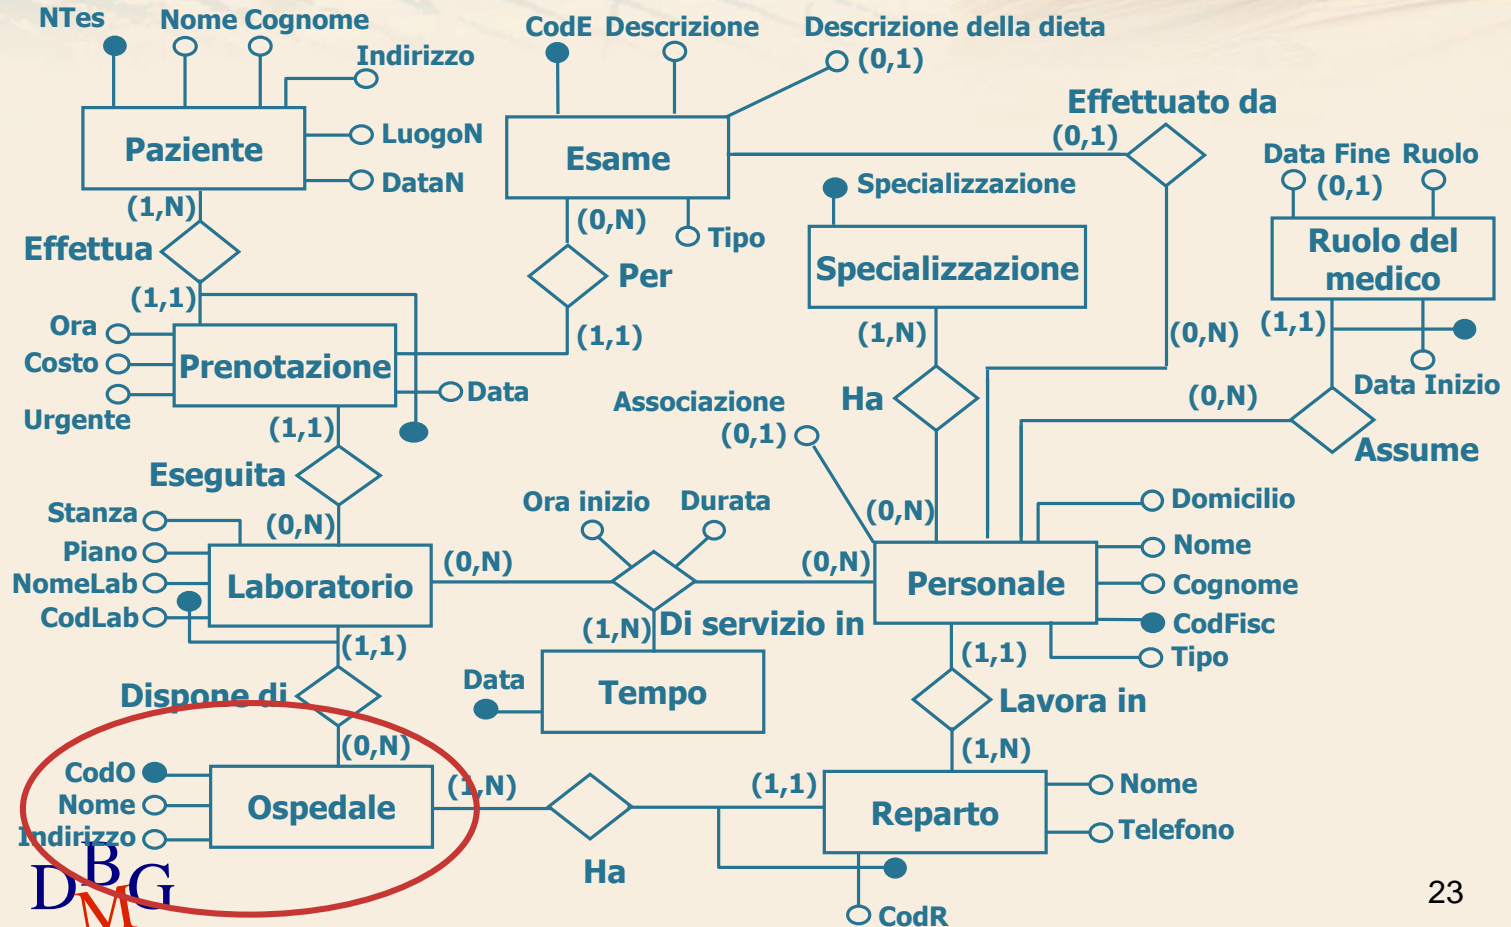 NTes
Nome Cognome
Indirizzo
LuogoN
DataN
Paziente
(1,N)
Effettua
(1,1)
CodE Descrizione
Descrizione della dieta
(0,1)
Esame
(0,N)
Tipo
Per
(1,1)
Effettuato da
(0,1)
(0,N)
Specializzazione
Specializzazione
(1,N)
Ha
(0,N)
Data Fine Ruolo
(0,1)
Ruolo del
medico
(1,1)
Data Inizio
(0,N)
Assume
Ora
Costo
Urgente
Prenotazione
Data
(1,1)
Eseguita
(0,N)
Associazione
(0,1)
Stanza
Piano
NomeLab
CodLab
Laboratorio
(0,N)
Ora inizio
Durata
(0,N)
Di servizio in
(1,N)
Data
Tempo
Personale
Domicilio
Nome
Cognome
CodFisc
Tipo
(1,1)
Lavora in
(1,N)
(1,1)
Dispone di
(0,N)
CodO
Nome
Indirizzo
Ospedale
(1,N)
Ha
(1,1)
Reparto
Nome
Telefono
CodR
DBMG
23